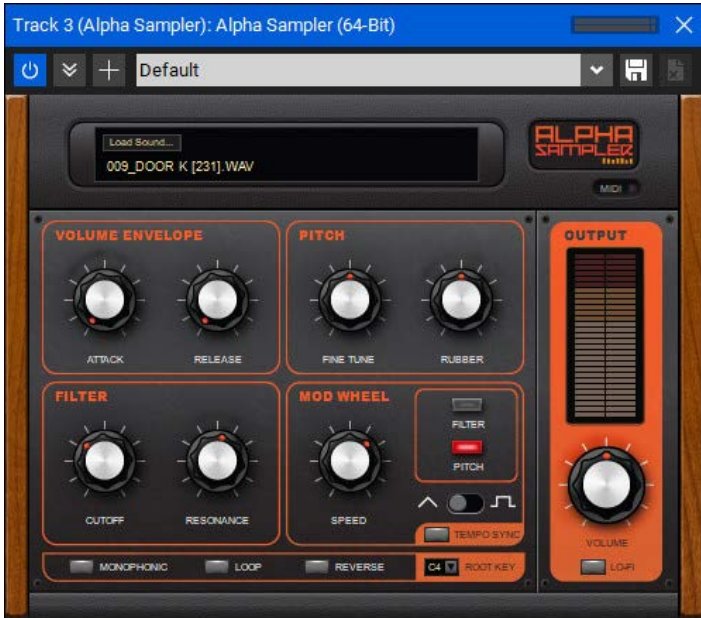 Track 3 (Alpha Sampler): Alpha Sampler (64-Bit)
Default
Load Sound...
009_DOOR K [231].WAV
ALPHA
SAMPLER
MIDI
VOLUME ENVELOPE
ATTACK RELEASE
PITCH
FINE TUNE RUBBER
OUTPUT
FILTER
CUTOFF RESONANCE
MOD WHEEL
SPEED
FILTER
PITCH
TEMPO SYNC
VOLUME
LO-FI
MONOPHONIC LOOP REVERSE C4 ROOT KEY